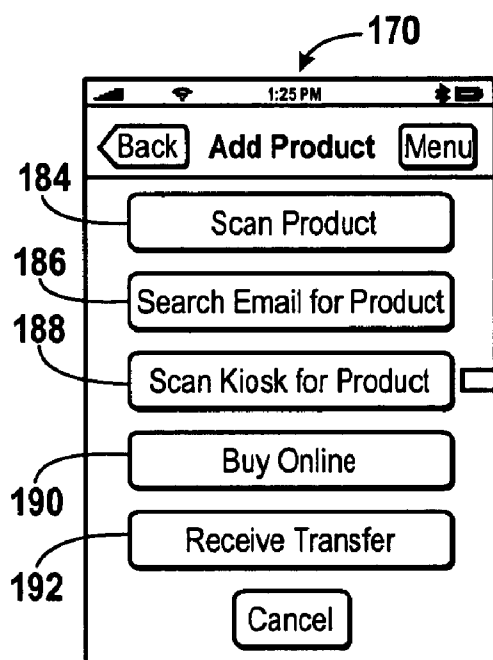 170
1:25 PM
Back Add Product Menu
184
Scan Product
186
Search Email for Product
188
Scan Kiosk for Product
Buy Online
190
Receive Transfer
192
Cancel